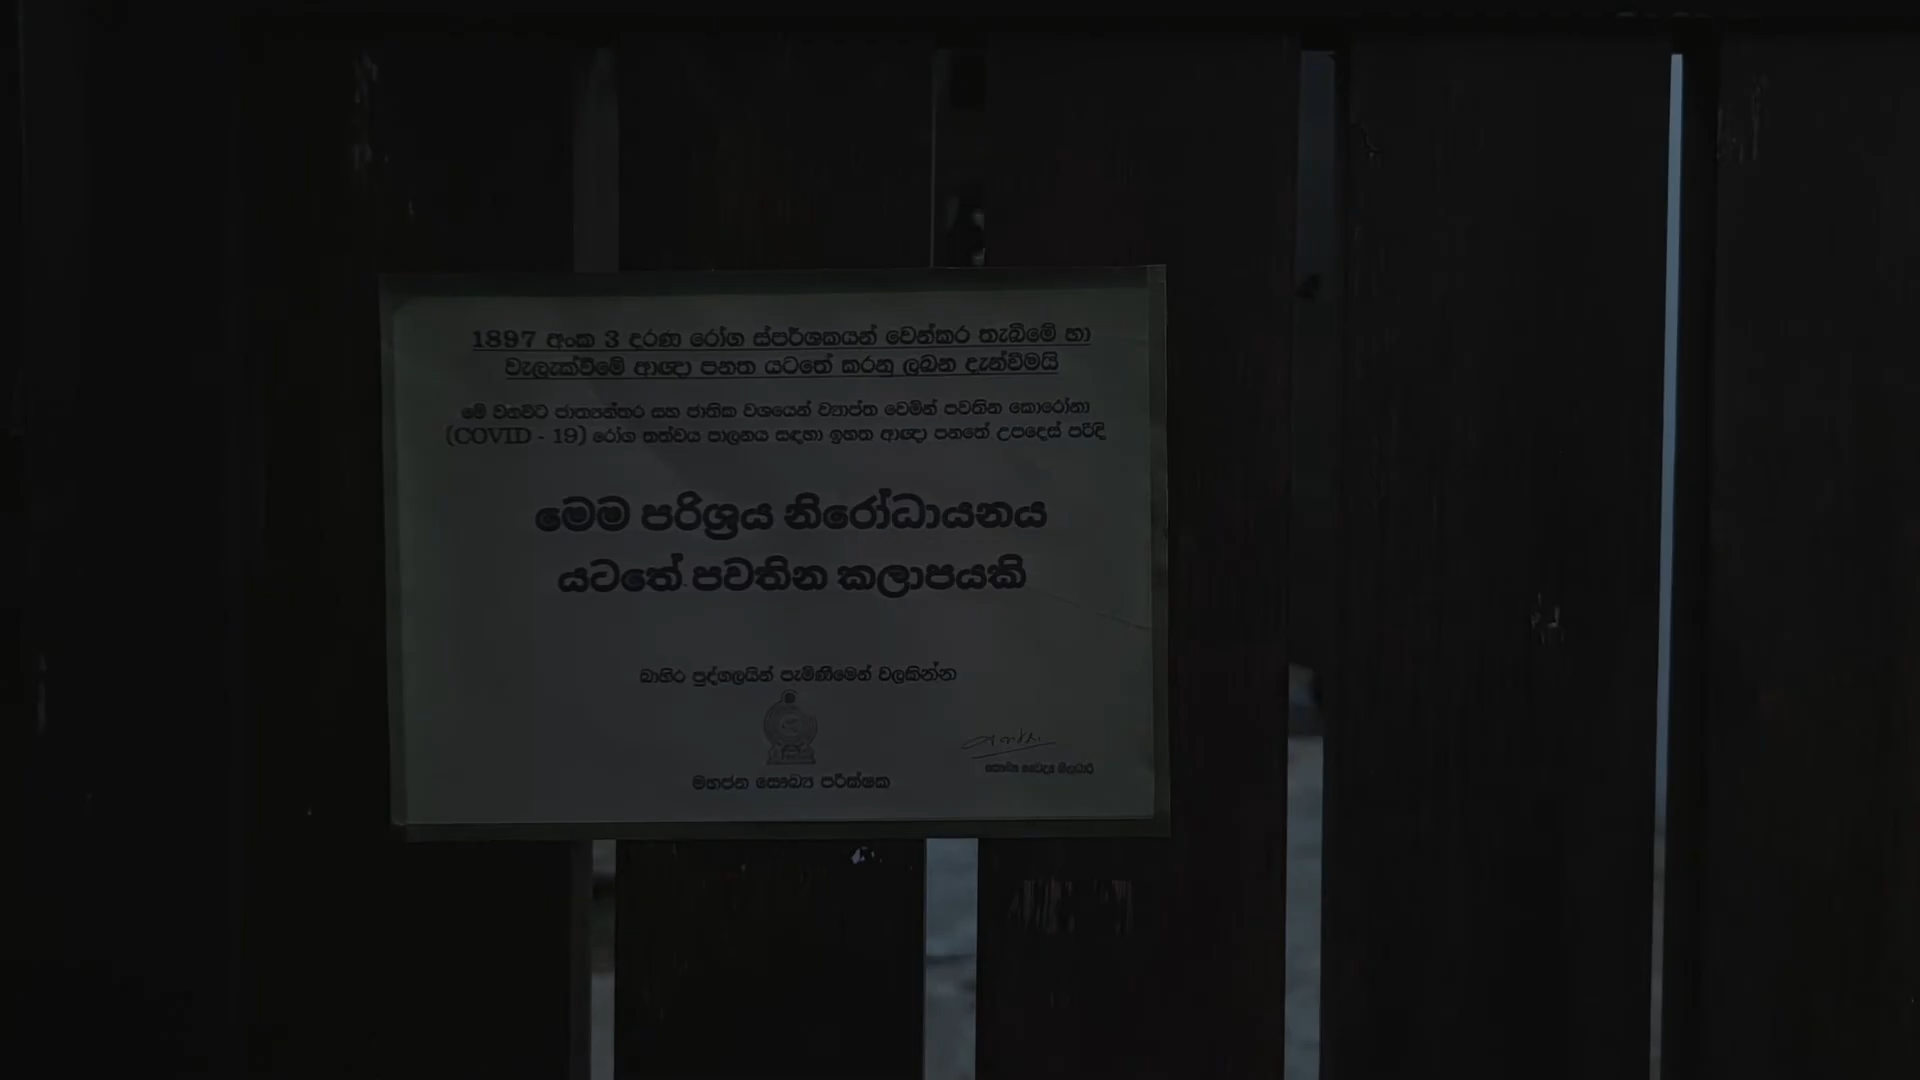 1897 අංක 3 දරණ රෝග ස්පර්ශකයන් වෙන්කර තැබීමේ හා
වැලැක්වීමේ ආඥා පනත යටතේ කරනු ලබන දැන්වීමයි
මේ වනවිට ජාත්‍යන්තර සහ ජාතික වශයෙන් ව්‍යාප්ත වෙමින් පවතින කොරෝනා
(COVID - 19) රෝග තත්වය පාලනය සඳහා ඉහත ආඥා පනතේ උපදෙස් පරිදි
මෙම පරිශ්‍රය නිරෝධායනය
යටතේ පවතින කලාපයකි
බාහිර පුද්ගලයින් පැමිණීමෙන් වලකින්න
මහජන සෞඛ්‍ය පරීක්ෂක
සෞඛ්‍ය වෛද්‍ය නිලධාරී